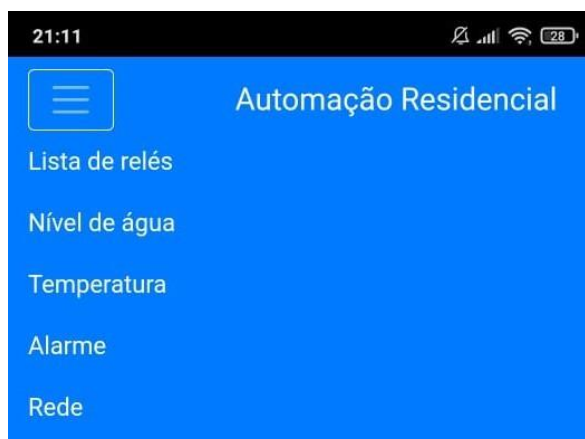 21:11
28
Automação Residencial
Lista de relés
Nível de água
Temperatura
Alarme
Rede